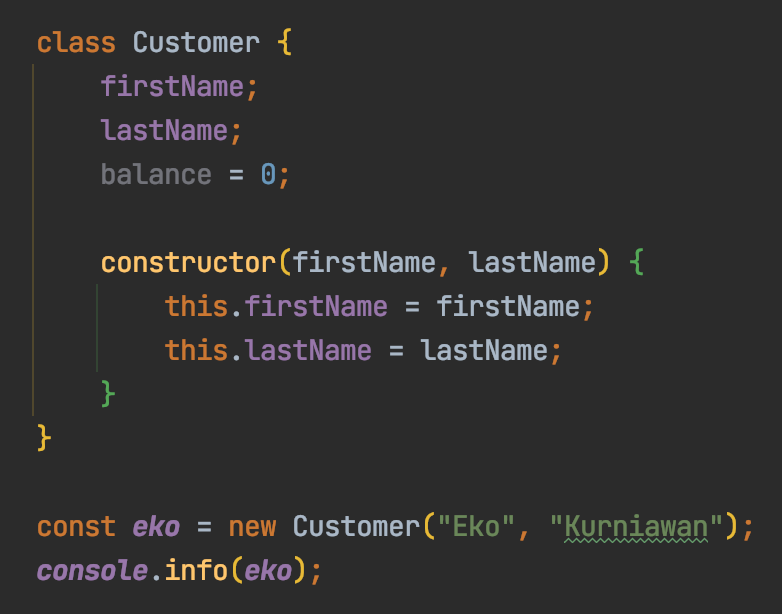 class Customer {
    firstName;
    lastName;
    balance = 0;

    constructor(firstName, lastName) {
        this.firstName = firstName;
        this.lastName = lastName;
    }
}

const eko = new Customer("Eko", "Kurniawan");
console.info(eko);